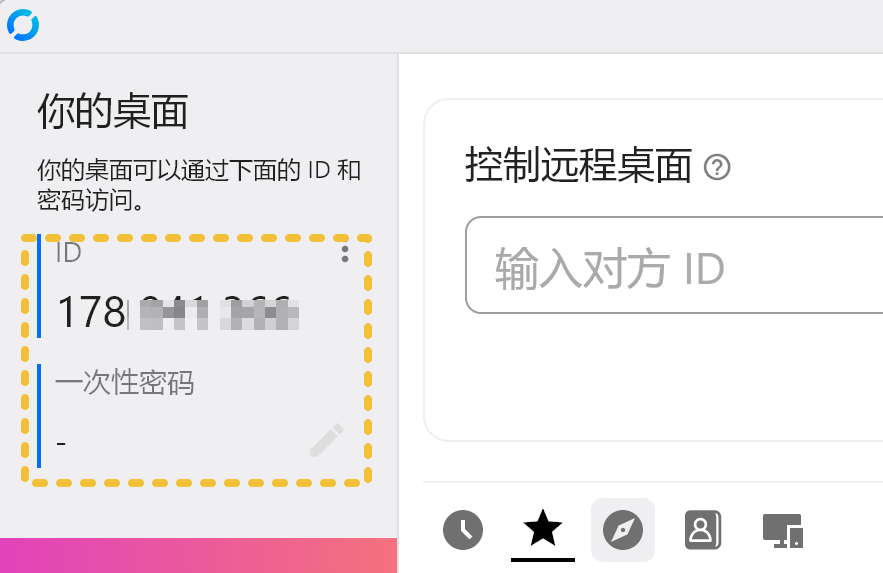 你的桌面
你的桌面可以通过下面的 ID 和
密码访问。
ID
178
一次性密码
-
控制远程桌面
输入对方 ID